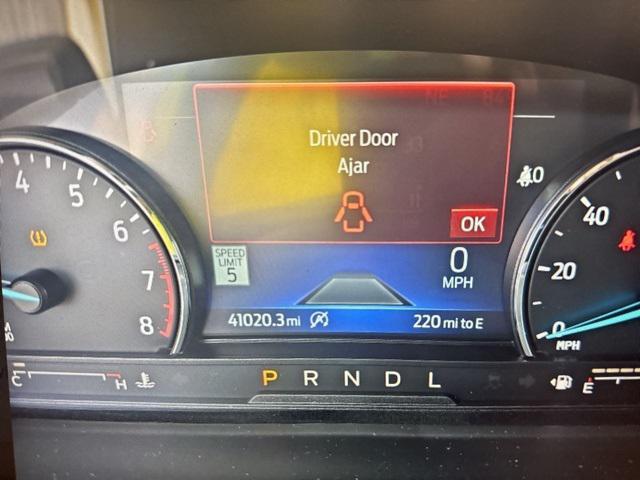 Driver Door
Ajar
OK
40
4
5
6
7
8
SPEED
LIMIT
5
0
MPH
40
20
0
MPH
41020.3 mi
220 mi to E
C
H
P R N D L
E